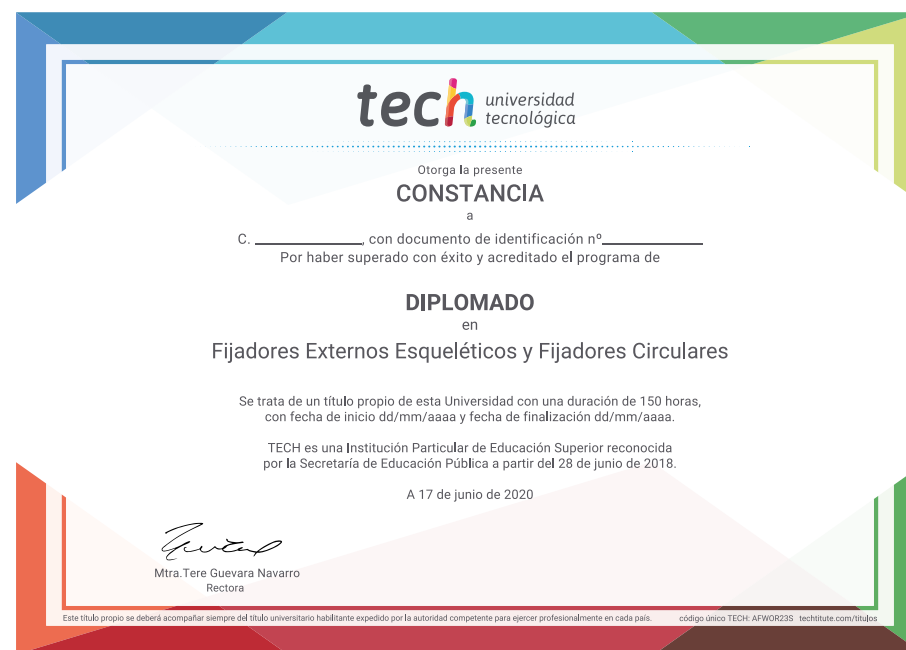 tech universidad
tecnológica
Otorga la presente
CONSTANCIA
a
C. ____________, con documento de identificación nº____________
Por haber superado con éxito y acreditado el programa de
DIPLOMADO
en
Fijadores Externos Esqueléticos y Fijadores Circulares
Se trata de un título propio de esta Universidad con una duración de 150 horas,
con fecha de inicio dd/mm/aaaa y fecha de finalización dd/mm/aaaa.
TECH es una Institución Particular de Educación Superior reconocida
por la Secretaría de Educación Pública a partir del 28 de junio de 2018.
A 17 de junio de 2020
Mtra.Tere Guevara Navarro
Rectora
Este título propio se deberá acompañar siempre del título universitario habilitante expedido por la autoridad competente para ejercer profesionalmente en cada país. código único TECH: AFWOR23S techtitute.com/titulos